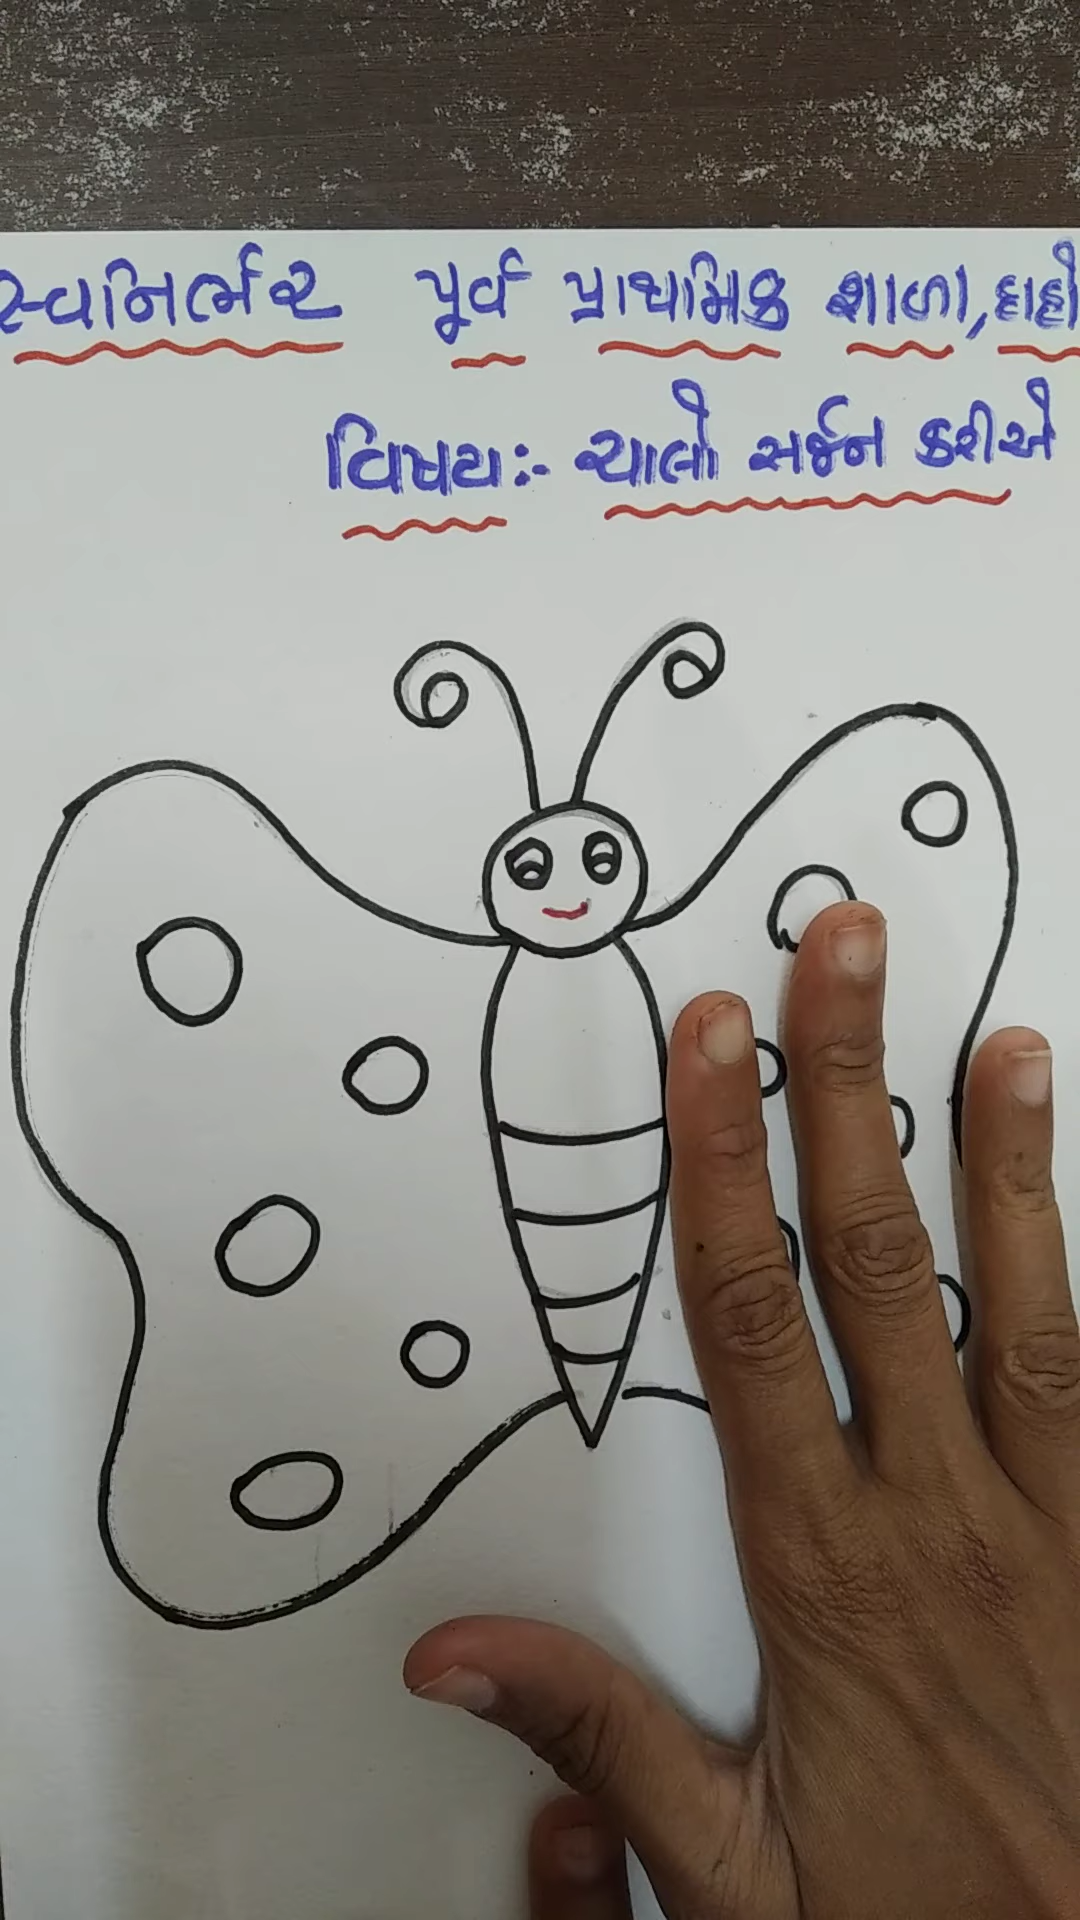 સ્વનિર્ભર પૂર્વ પ્રાથમિક શાળા,
વિષય:- ચાલો સર્જન કરીએ